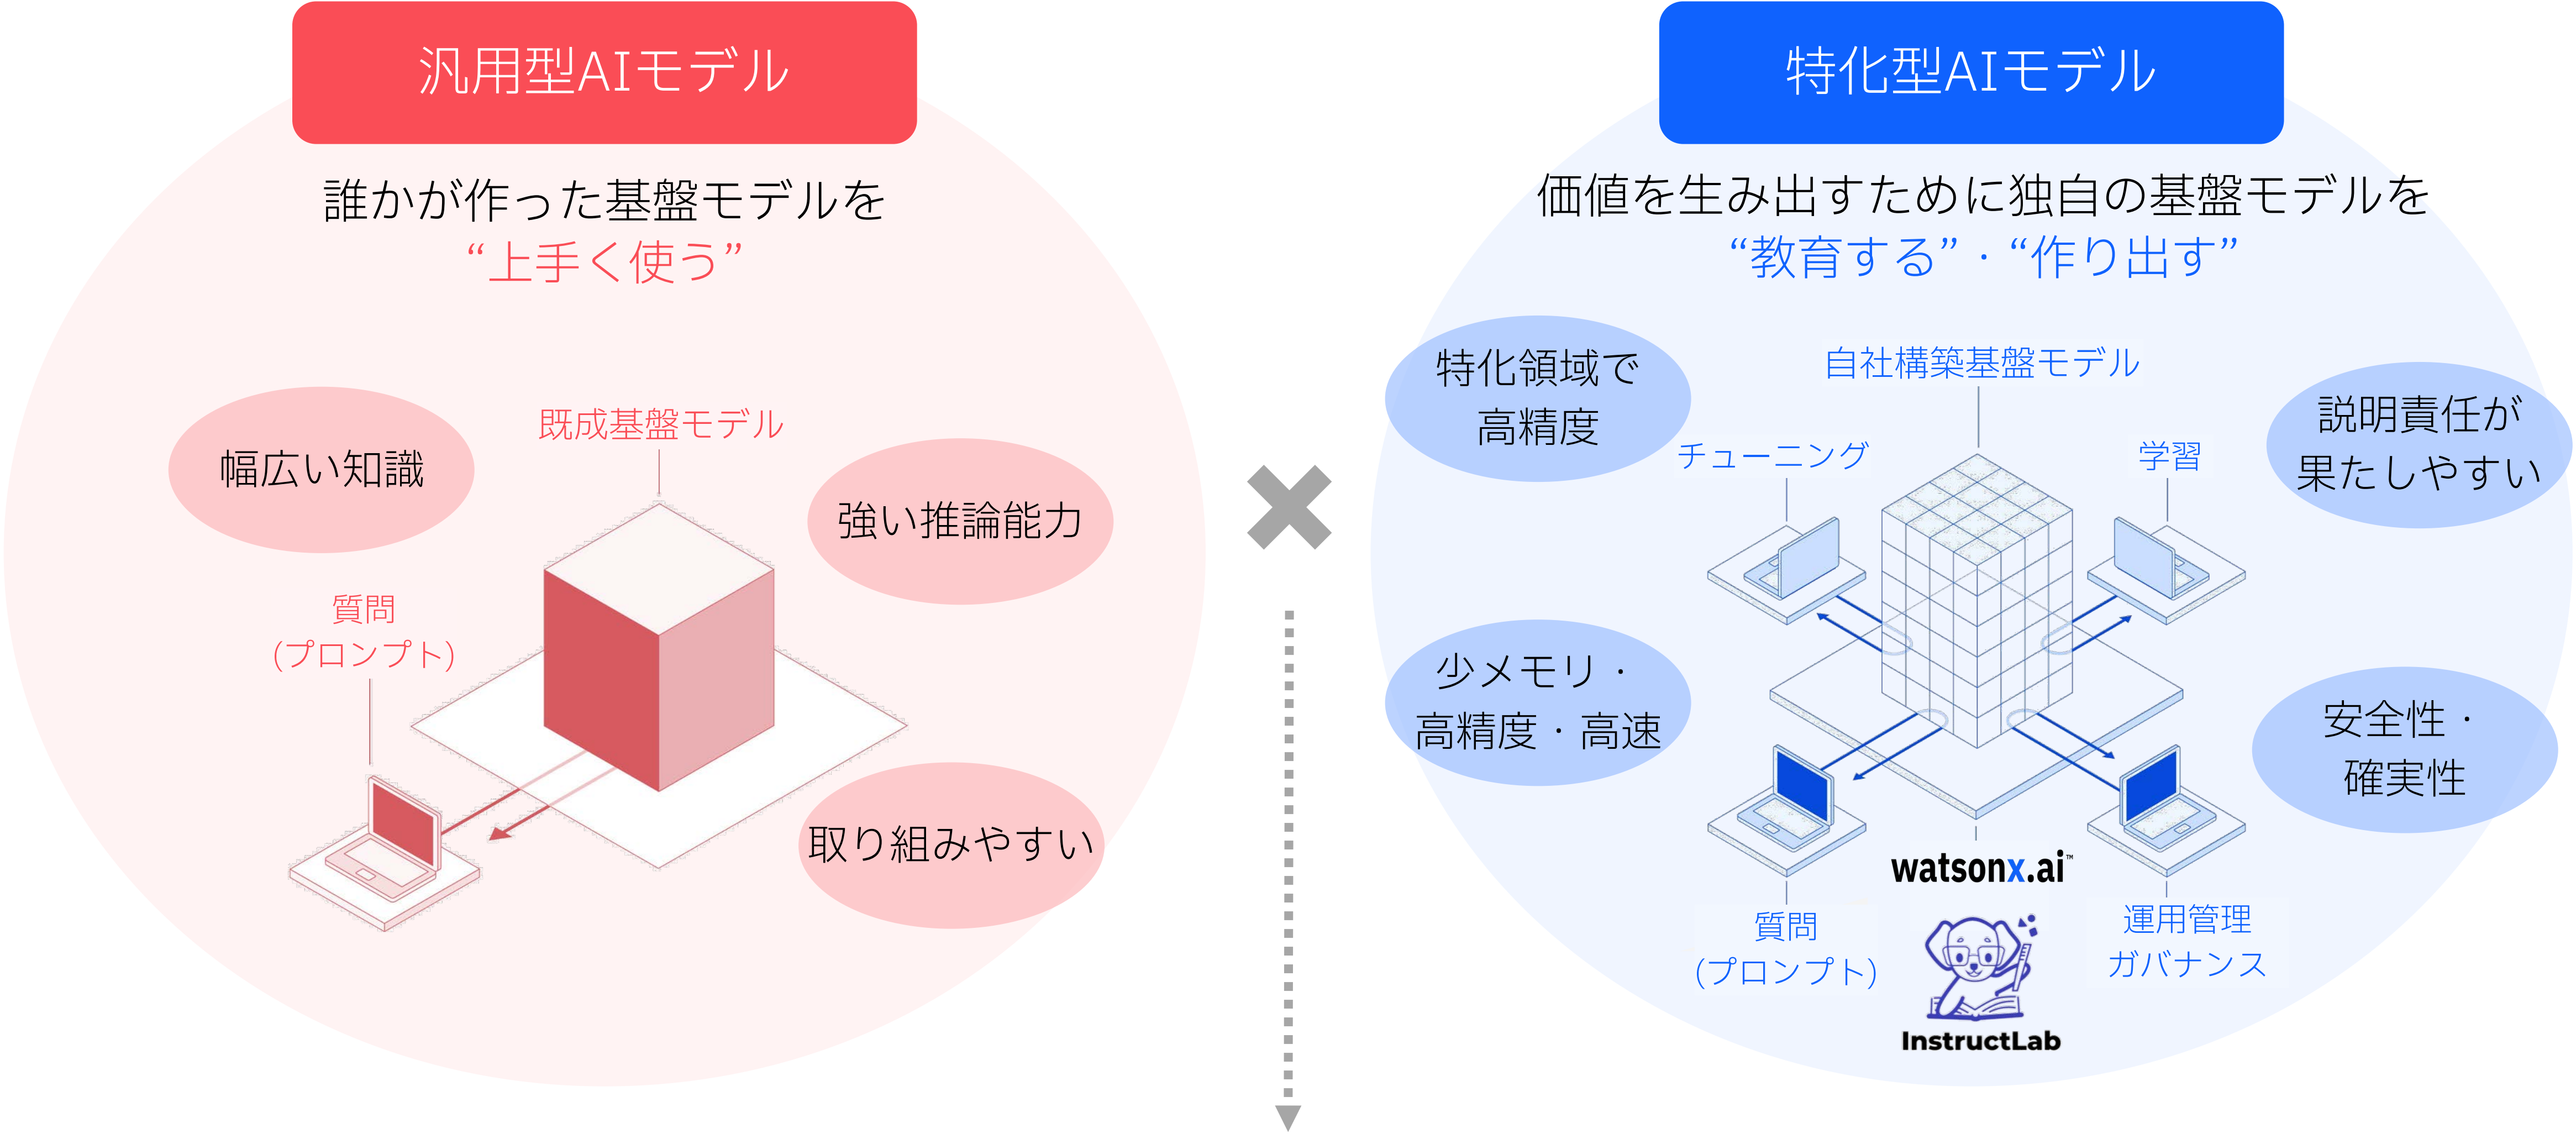 汎用型AIモデル
誰かが作った基盤モデルを
“上手く使う”
幅広い知識
既成基盤モデル
強い推論能力
質問
(プロンプト)
取り組みやすい
特化型AIモデル
価値を生み出すために独自の基盤モデルを
“教育する”・“作り出す”
特化領域で
高精度
自社構築基盤モデル
説明責任が
果たしやすい
チューニング
学習
少メモリ・
高精度・高速
安全性・
確実性
watsonx.ai™
質問
(プロンプト)
運用管理
ガバナンス
InstructLab